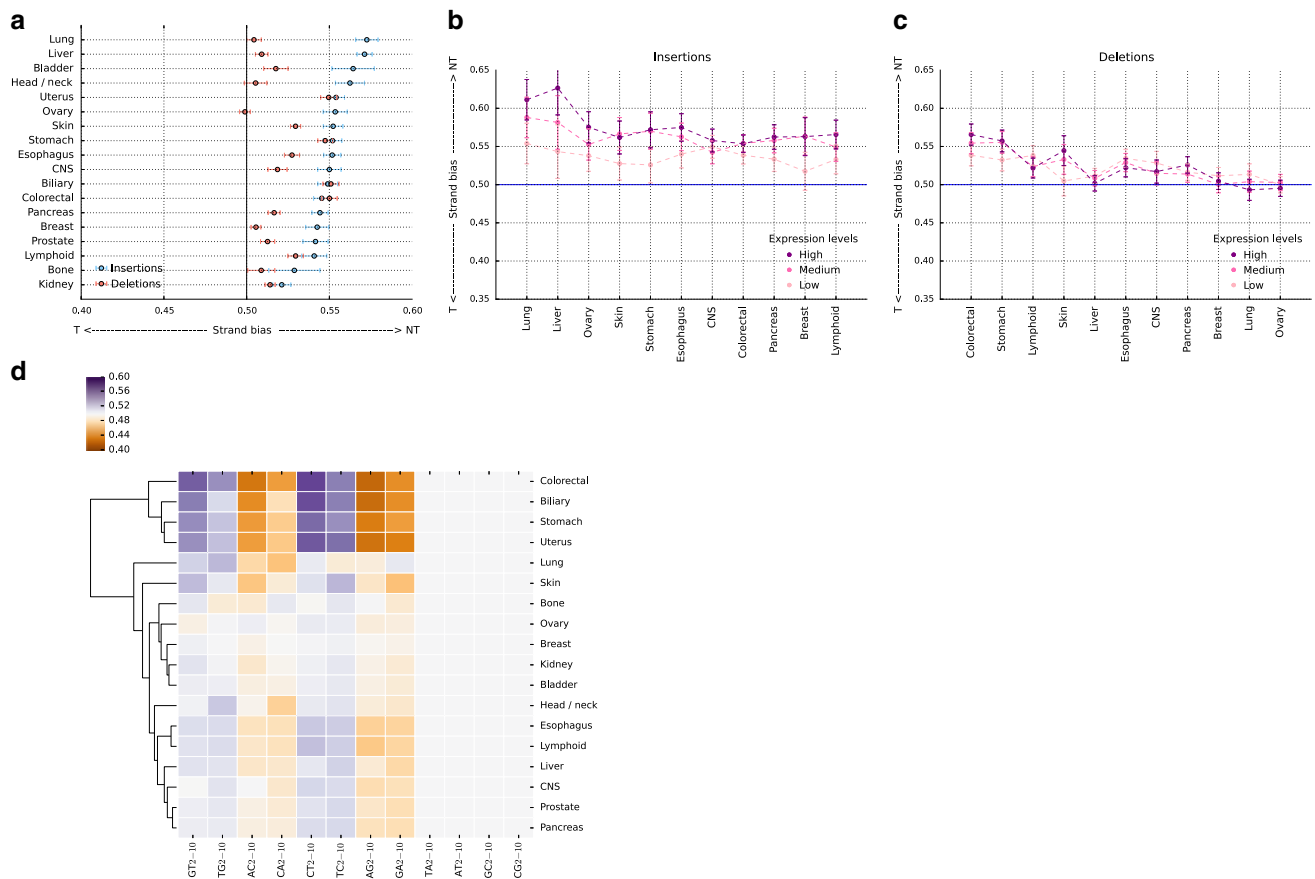 a
Lung
Liver
Bladder
Head / neck
Uterus
Ovary
Skin
Stomach
Esophagus
CNS
Biliary
Colorectal
Pancreas
Breast
Prostate
Lymphoid
Bone
Kidney
Insertions
Deletions
0.40
0.45
0.50
0.55
0.60
T <------------------- Strand bias -------------------> NT
b
Insertions
T <------------- Strand bias -------------> NT
0.65
0.60
0.55
0.50
0.45
0.40
0.35
Expression levels
High
Medium
Low
Lung
Liver
Ovary
Skin
Stomach
Esophagus
CNS
Colorectal
Pancreas
Breast
Lymphoid
c
Deletions
T <------------- Strand bias -------------> NT
0.65
0.60
0.55
0.50
0.45
0.40
0.35
Expression levels
High
Medium
Low
Colorectal
Stomach
Lymphoid
Skin
Liver
Esophagus
CNS
Pancreas
Breast
Lung
Ovary
d
0.60
0.56
0.52
0.48
0.44
0.40
Colorectal
Biliary
Stomach
Uterus
Lung
Skin
Bone
Ovary
Breast
Kidney
Bladder
Head / neck
Esophagus
Lymphoid
Liver
CNS
Prostate
Pancreas
GT2−10
TG2−10
AC2−10
CA2−10
CT2−10
TC2−10
AG2−10
GA2−10
TA2−10
AT2−10
GC2−10
CG2−10